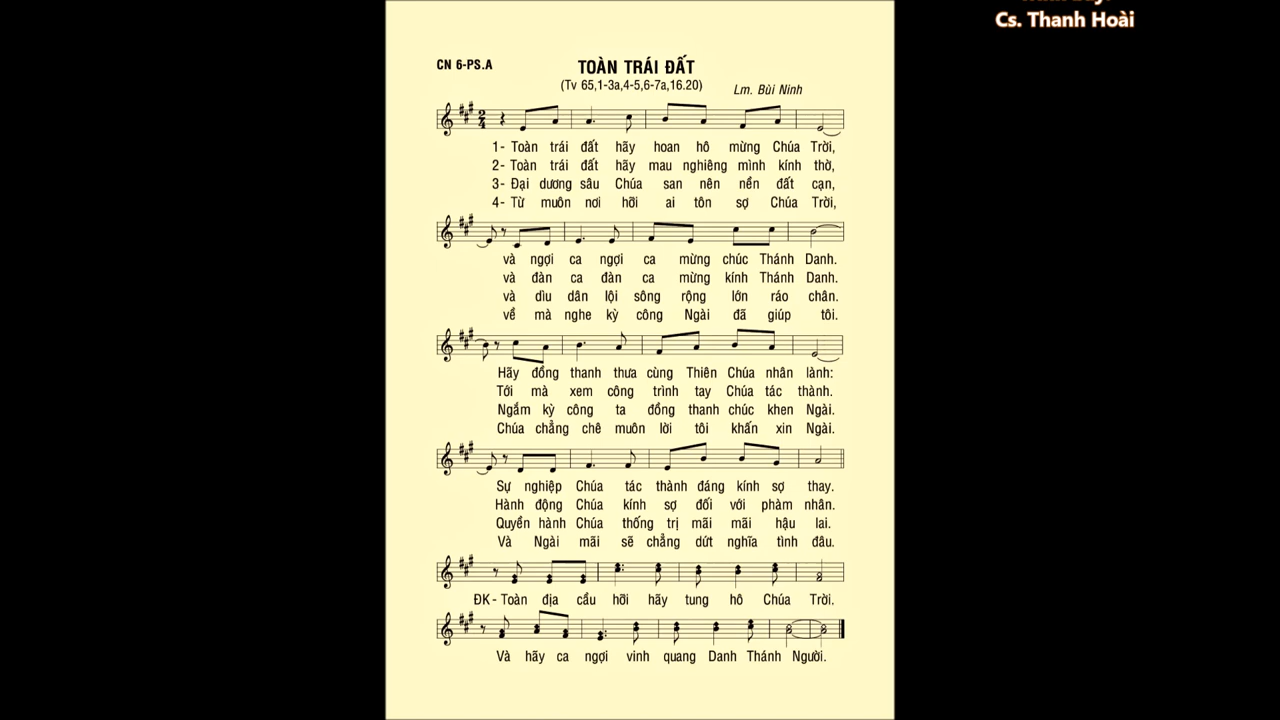 Cs. Thanh Hoài
CN 6-PS.A
TOÀN TRÁI ĐẤT
(Tv 65,1-3a,4-5,6-7a,16.20)
Lm. Bùi Ninh
2
4
1- Toàn trái đất hãy hoan hô mừng Chúa Trời,
2- Toàn trái đất hãy mau nghiêng mình kính thờ,
3- Đại dương sâu Chúa san nên nền đất cạn,
4- Từ muôn nơi hỡi ai tôn sợ Chúa Trời,
và ngợi ca ngợi ca mừng chúc Thánh Danh.
và đàn ca đàn ca mừng kính Thánh Danh.
và dìu dân lội sông rộng lớn ráo chân.
về mà nghe kỳ công Ngài đã giúp tôi.
Hãy đồng thanh thưa cùng Thiên Chúa nhân lành:
Tới mà xem công trình tay Chúa tác thành.
Ngắm kỳ công ta đồng thanh chúc khen Ngài.
Chúa chẳng chê muôn lời tôi khấn xin Ngài.
Sự nghiệp Chúa tác thành đáng kính sợ thay.
Hành động Chúa kính sợ đối với phàm nhân.
Quyền hành Chúa thống trị mãi mãi hậu lai.
Và Ngài mãi sẽ chẳng dứt nghĩa tình đâu.
ĐK- Toàn địa cầu hỡi hãy tung hô Chúa Trời.
Và hãy ca ngợi vinh quang Danh Thánh Người.